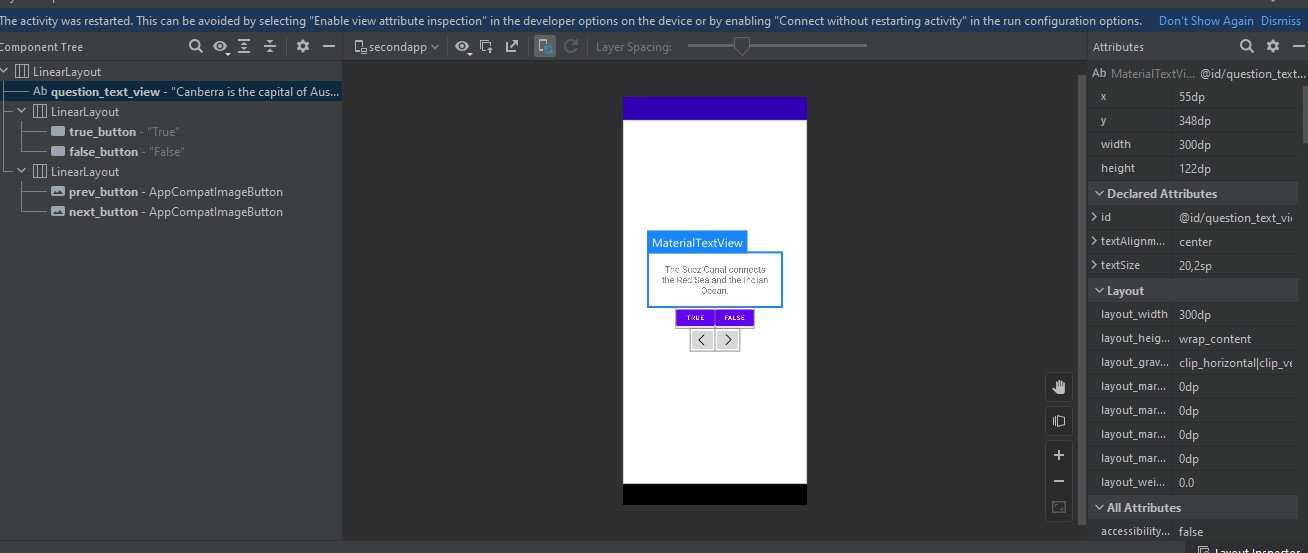 The activity was restarted. This can be avoided by selecting "Enable view attribute inspection" in the developer options on the device or by enabling "Connect without restarting activity" in the run configuration options. Don't Show Again Dismiss
Component Tree
secondapp
Layer Spacing:
Attributes
LinearLayout
Ab question_text_view - "Canberra is the capital of Aus...
LinearLayout
true_button - "True"
false_button - "False"
LinearLayout
prev_button - AppCompatImageButton
next_button - AppCompatImageButton
MaterialTextView
The Suez Canal connects
the Red Sea and the Indian
Ocean.
TRUE FALSE
Ab MaterialTextVi... @id/question_text...
x 55dp
y 348dp
width 300dp
height 122dp
Declared Attributes
id @id/question_text_vi
textAlignm... center
textSize 20,2sp
Layout
layout_width 300dp
layout_heig... wrap_content
layout_grav... clip_horizontal|clip_ve
layout_mar... 0dp
layout_mar... 0dp
layout_mar... 0dp
layout_mar... 0dp
layout_wei... 0.0
All Attributes
accessibility... false
Layout Inspector